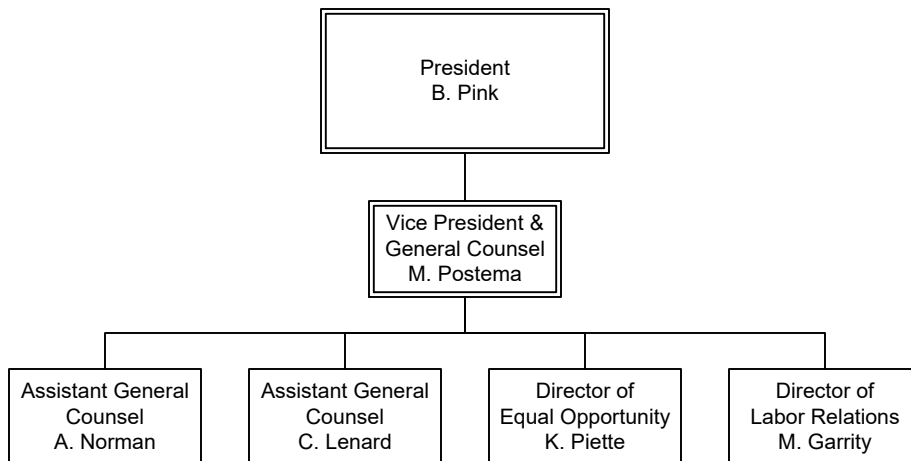 President
B. Pink
Vice President &
General Counsel
M. Postema
Assistant General
Counsel
A. Norman
Assistant General
Counsel
C. Lenard
Director of
Equal Opportunity
K. Piette
Director of
Labor Relations
M. Garrity